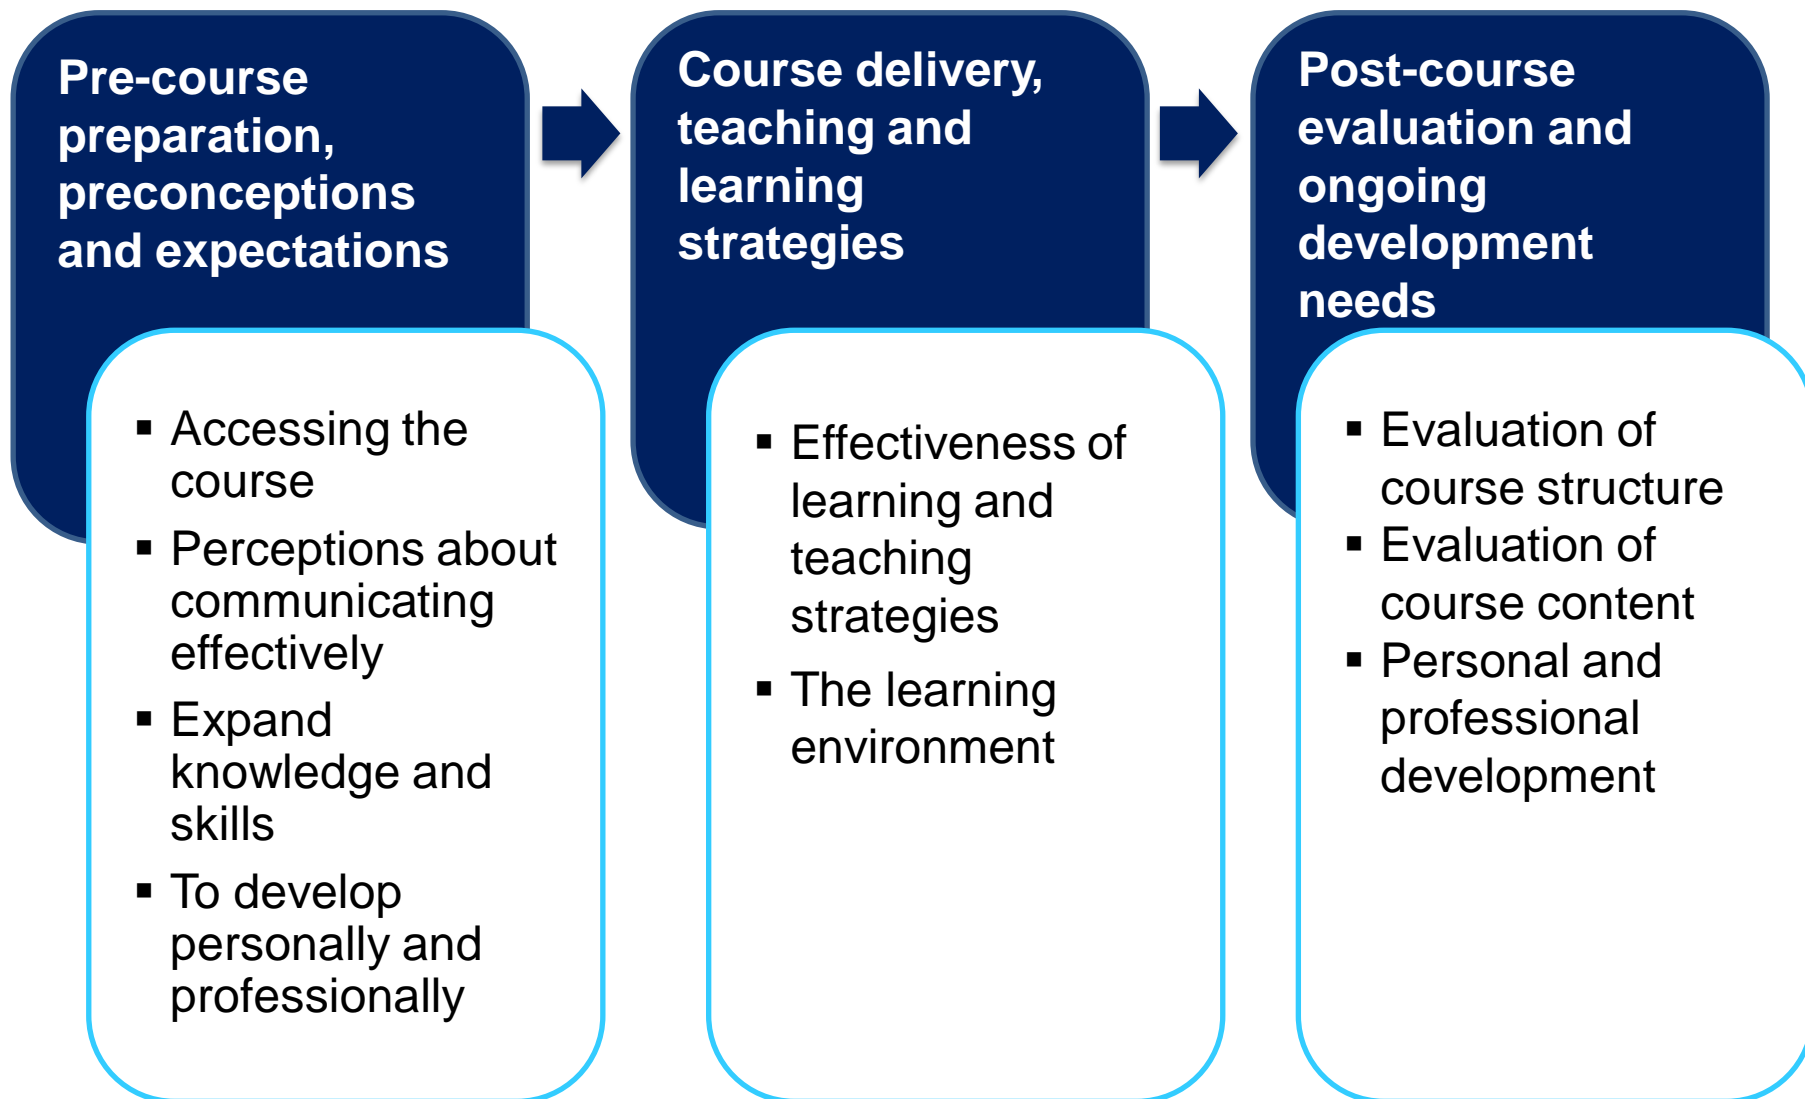 Pre-course
preparation,
preconceptions
and expectations
▪ Accessing the
course
▪ Perceptions about
communicating
effectively
▪ Expand
knowledge and
skills
▪ To develop
personally and
professionally
Course delivery,
teaching and
learning
strategies
▪ Effectiveness of
learning and
teaching
strategies
▪ The learning
environment
Post-course
evaluation and
ongoing
development
needs
▪ Evaluation of
course structure
▪ Evaluation of
course content
▪ Personal and
professional
development